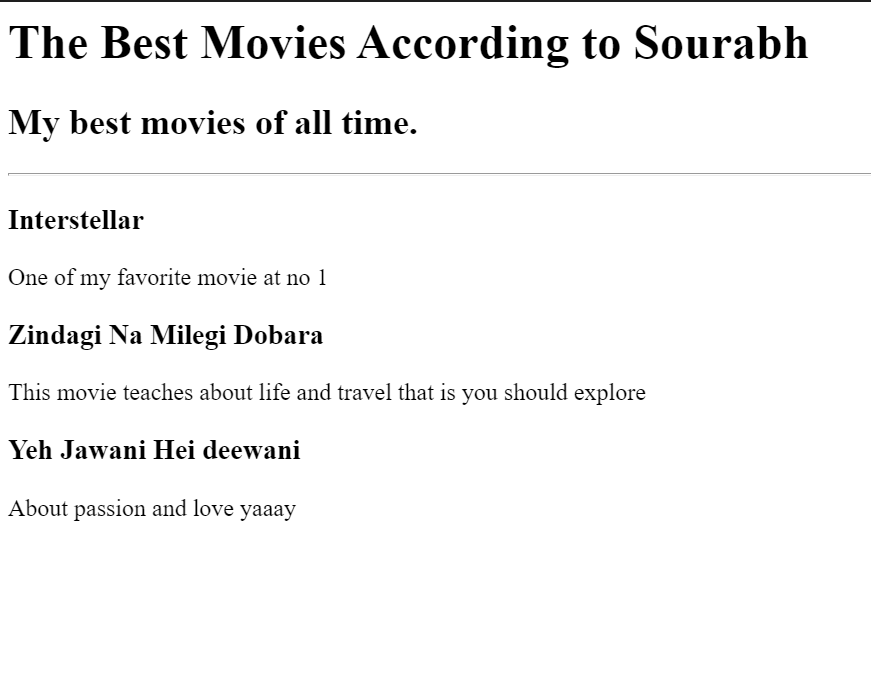 The Best Movies According to Sourabh
My best movies of all time.
Interstellar
One of my favorite movie at no 1
Zindagi Na Milegi Dobara
This movie teaches about life and travel that is you should explore
Yeh Jawani Hei deewani
About passion and love yaaay